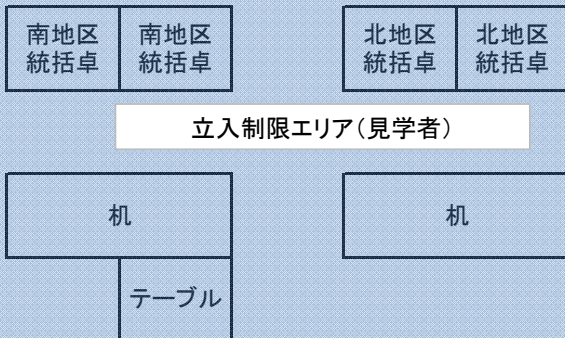 南地区
統括卓
南地区
統括卓
北地区
統括卓
北地区
統括卓
立入制限エリア(見学者)
机
机
テーブル